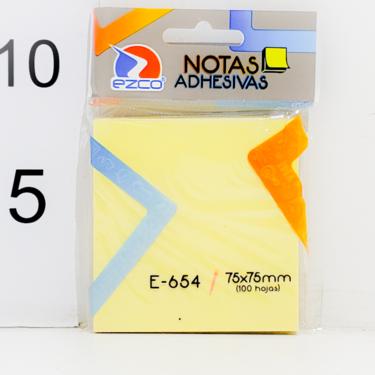 10
5
ezco
NOTAS
ADHESIVAS
E-654 / 75x75mm
(100 hojas)